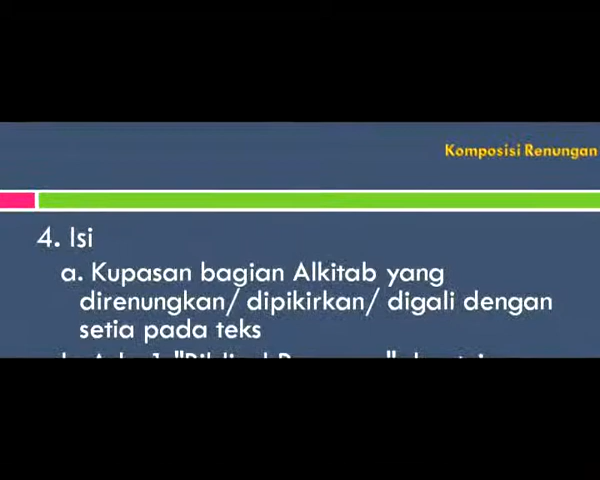 Komposisi Renungan
4. Isi
a. Kupasan bagian Alkitab yang
direnungkan/ dipikirkan/ digali dengan
setia pada teks